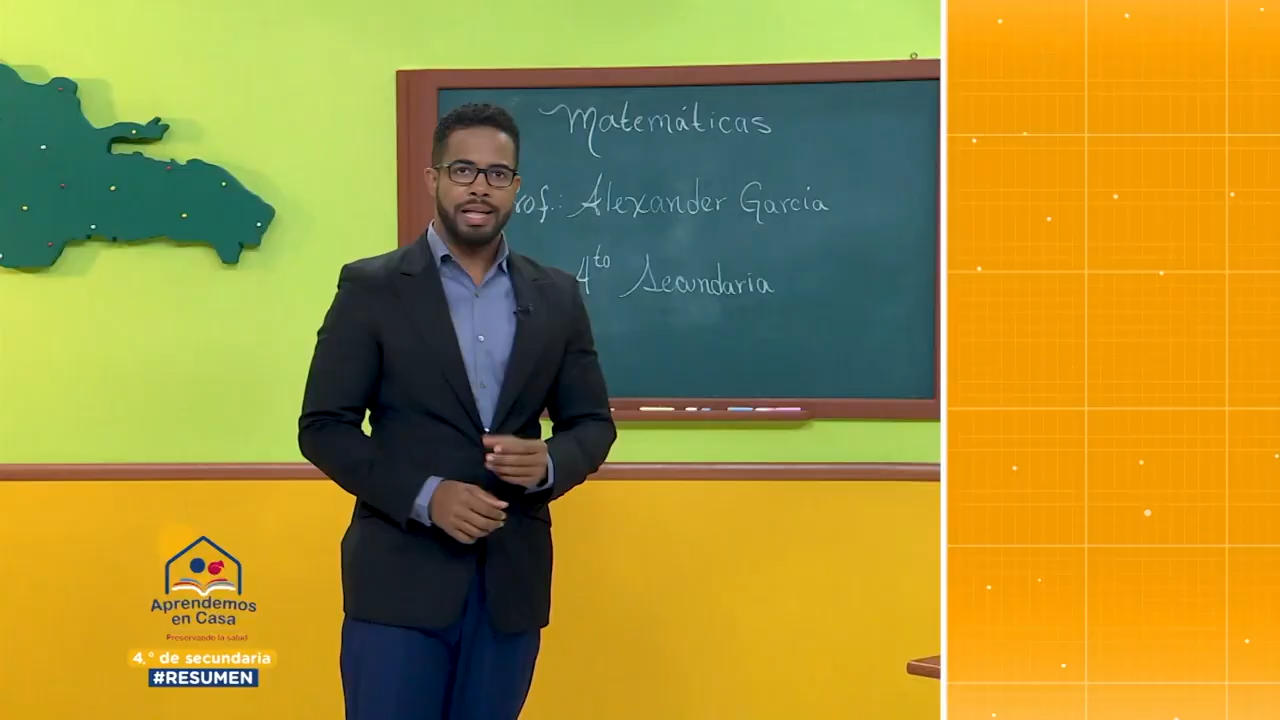 Matemáticas
rof.: Alexander Garcia
4to Secundaria
Aprendemos
en Casa
Preservando la salud
4.° de secundaria
#RESUMEN